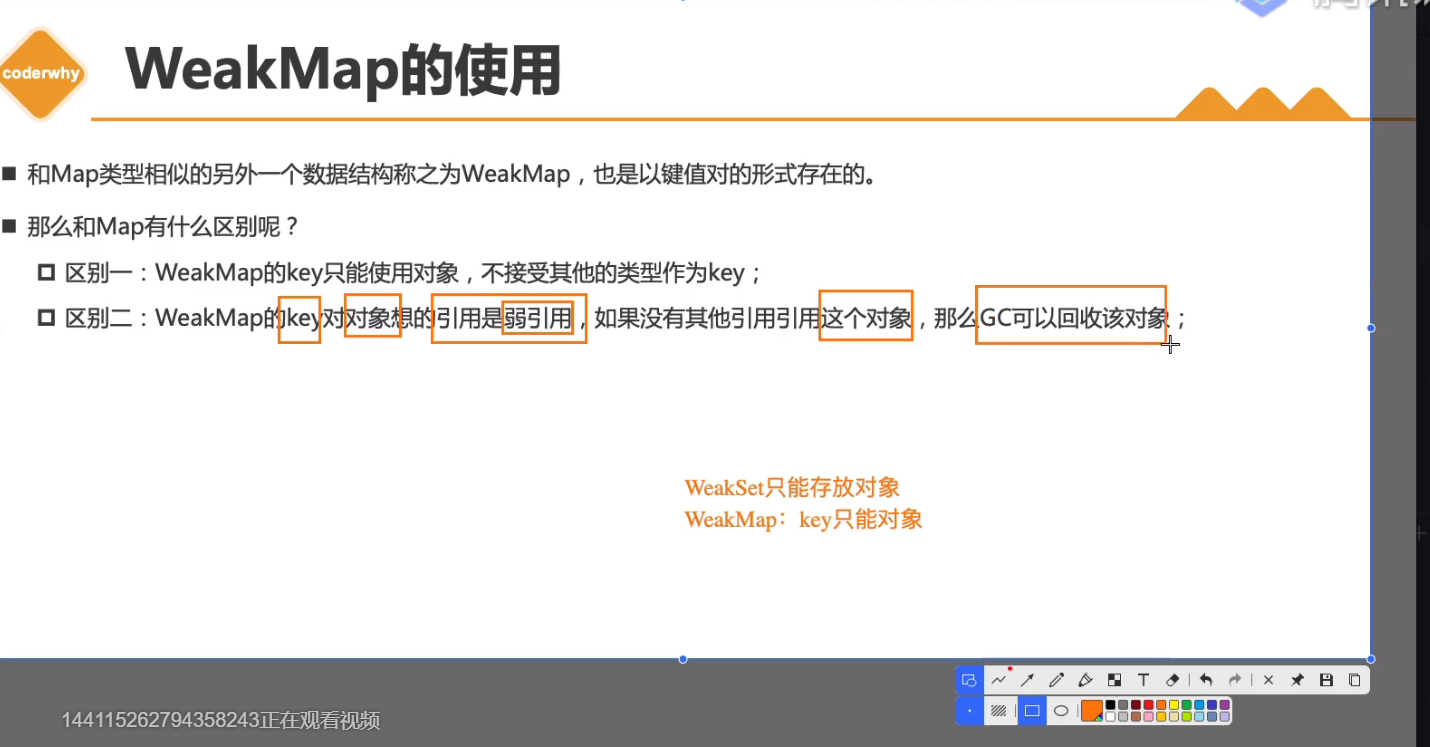 coderwhy
WeakMap的使用
和Map类型相似的另外一个数据结构称之为WeakMap，也是以键值对的形式存在的。
那么和Map有什么区别呢？
区别一：WeakMap的key只能使用对象，不接受其他的类型作为key；
区别二：WeakMap的key对对象想的引用是弱引用，如果没有其他引用引用这个对象，那么GC可以回收该对象；
WeakSet只能存放对象
WeakMap：key只能对象
144115262794358243正在观看视频